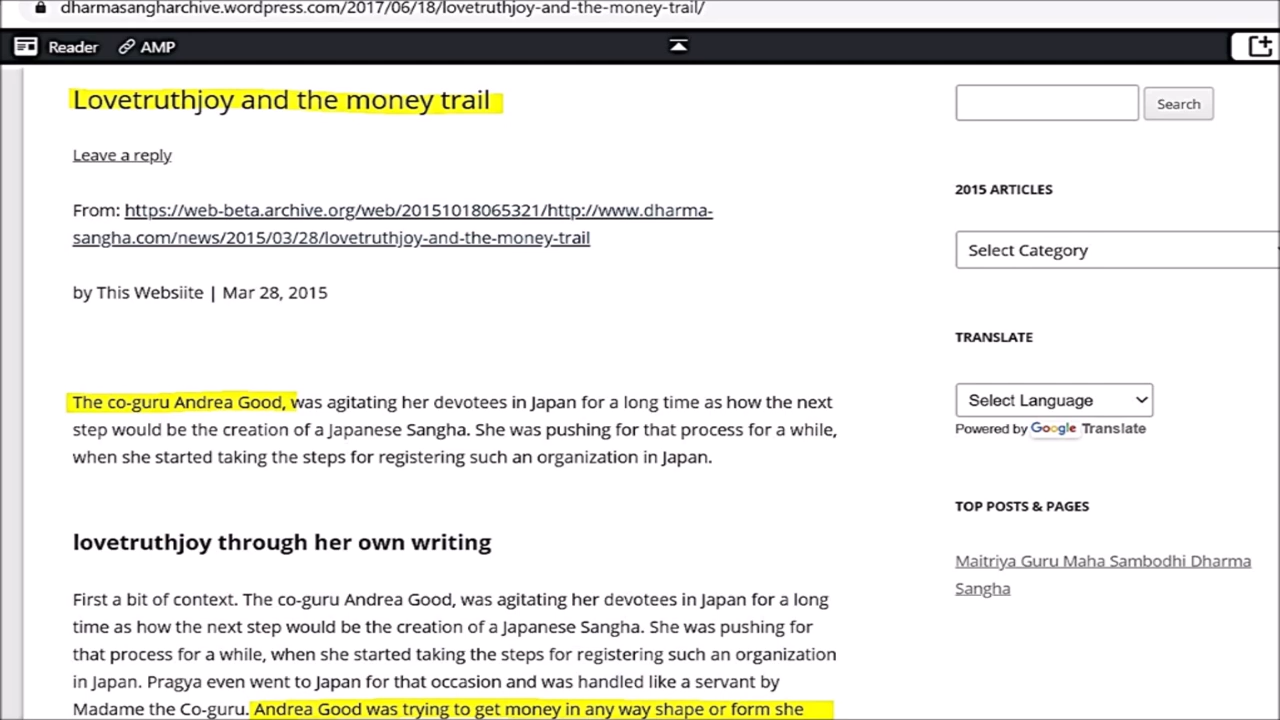 dharmasangharchive.wordpress.com/2017/06/18/lovetruthjoy-and-the-money-trail/
Reader AMP
Lovetruthjoy and the money trail
Leave a reply
From: https://web-beta.archive.org/web/20151018065321/http://www.dharma-
sangha.com/news/2015/03/28/lovetruthjoy-and-the-money-trail
by This Websiite | Mar 28, 2015
The co-guru Andrea Good, was agitating her devotees in Japan for a long time as how the next
step would be the creation of a Japanese Sangha. She was pushing for that process for a while,
when she started taking the steps for registering such an organization in Japan.
lovetruthjoy through her own writing
First a bit of context. The co-guru Andrea Good, was agitating her devotees in Japan for a long
time as how the next step would be the creation of a Japanese Sangha. She was pushing for
that process for a while, when she started taking the steps for registering such an organization
in Japan. Pragya even went to Japan for that occasion and was handled like a servant by
Madame the Co-guru. Andrea Good was trying to get money in any way shape or form she
Search
2015 ARTICLES
Select Category
TRANSLATE
Select Language
Powered by Google Translate
TOP POSTS & PAGES
Maitriya Guru Maha Sambodhi Dharma
Sangha